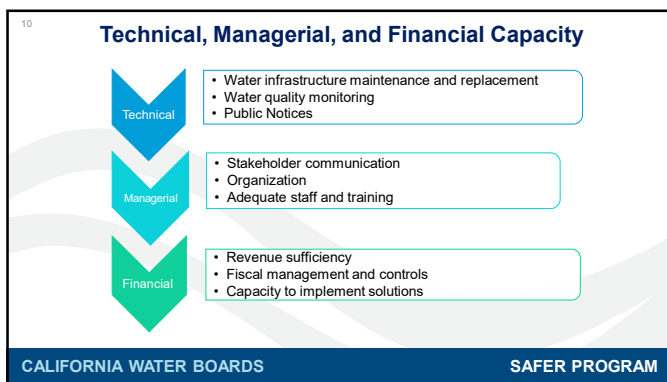 10
Technical, Managerial, and Financial Capacity
Technical
• Water infrastructure maintenance and replacement
• Water quality monitoring
• Public Notices
Managerial
• Stakeholder communication
• Organization
• Adequate staff and training
Financial
• Revenue sufficiency
• Fiscal management and controls
• Capacity to implement solutions
CALIFORNIA WATER BOARDS
SAFER PROGRAM